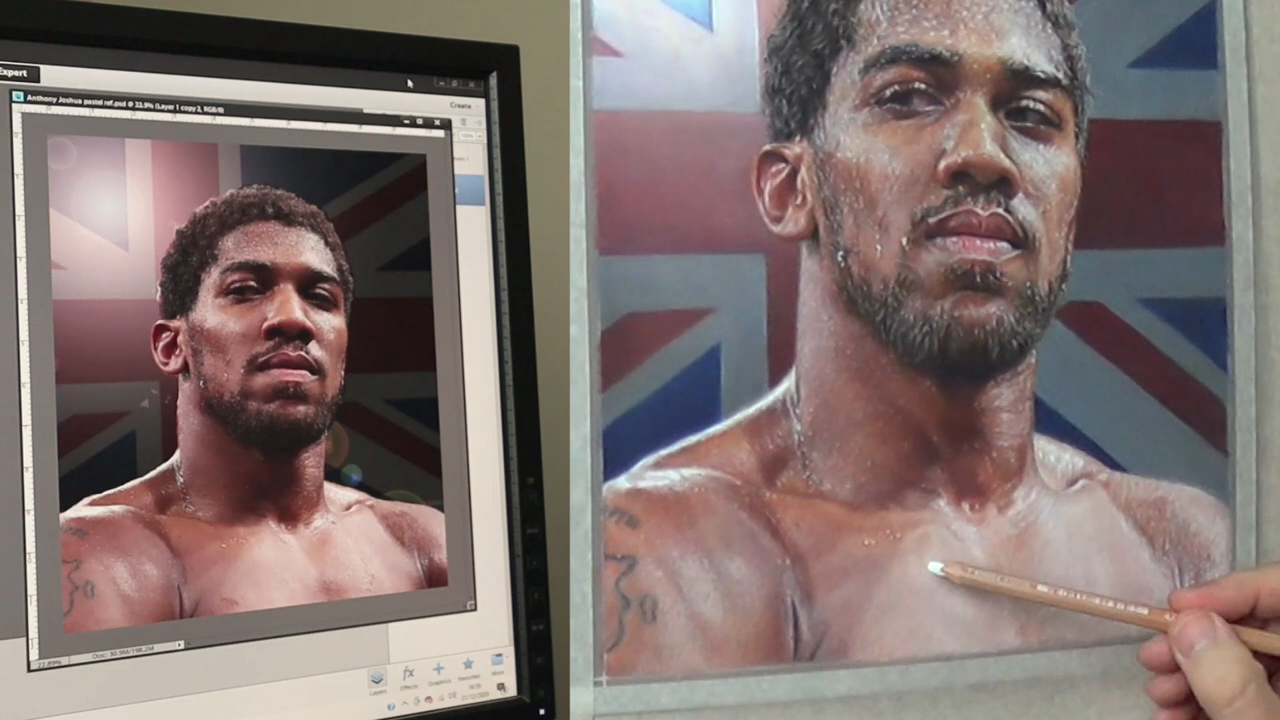 Expert
Anthony Joshua pastel ref.psd @ 22.9% (Layer 1 copy 2, RGB/8)
Create
22.89%
Doc: 30.9M/198.2M
Layers
Effects
Graphics
Favorites
More